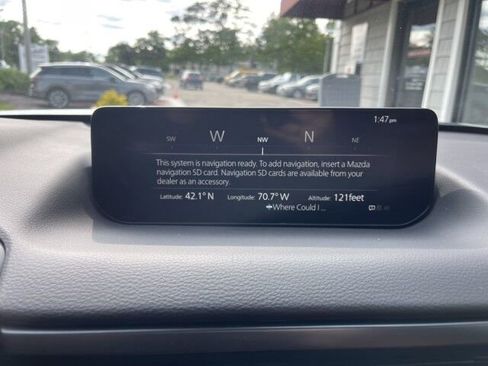 1:47 pm
SW W NW N NE
This system is navigation ready. To add navigation, insert a Mazda
navigation SD card. Navigation SD cards are available from your
dealer as an accessory.
Latitude: 42.1° N Longitude: 70.7° W Altitude: 121feet
Where Could I ...